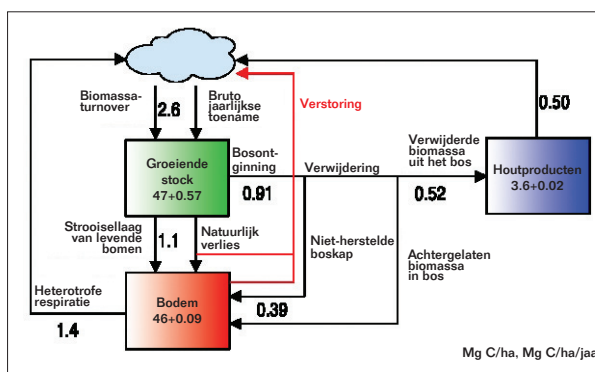 Biomassa-
turnover
2.6
Bruto
jaarlijkse
toename
Verstoring
0.50
Groeiende
stock
47+0.57
Bosont-
ginning
0.91
Verwijdering
0.52
Verwijderde
biomassa
uit het bos
Houtproducten
3.6+0.02
Strooisellaag
van levende
bomen
1.1
Natuurlijk
verlies
Niet-herstelde
boskap
Achtergelaten
biomassa
in bos
Heterotrofe
respiratie
1.4
Bodem
46+0.09
0.39
Mg C/ha, Mg C/ha/jaa